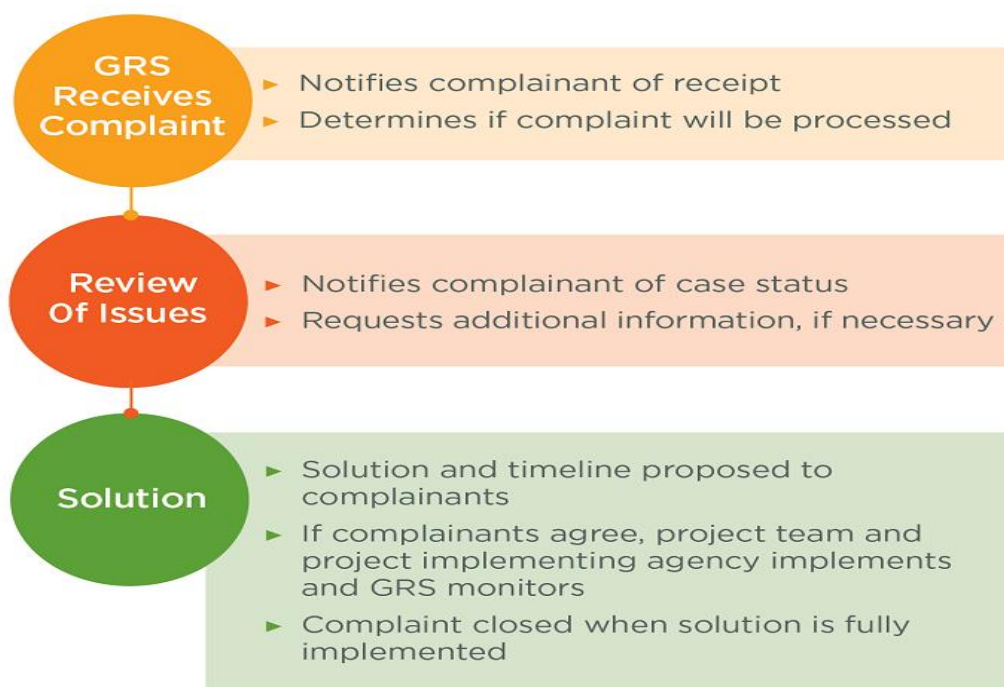 GRS
Receives
Complaint
► Notifies complainant of receipt
► Determines if complaint will be processed
Review
Of Issues
► Notifies complainant of case status
► Requests additional information, if necessary
Solution
► Solution and timeline proposed to
complainants
► If complainants agree, project team and
project implementing agency implements
and GRS monitors
► Complaint closed when solution is fully
implemented